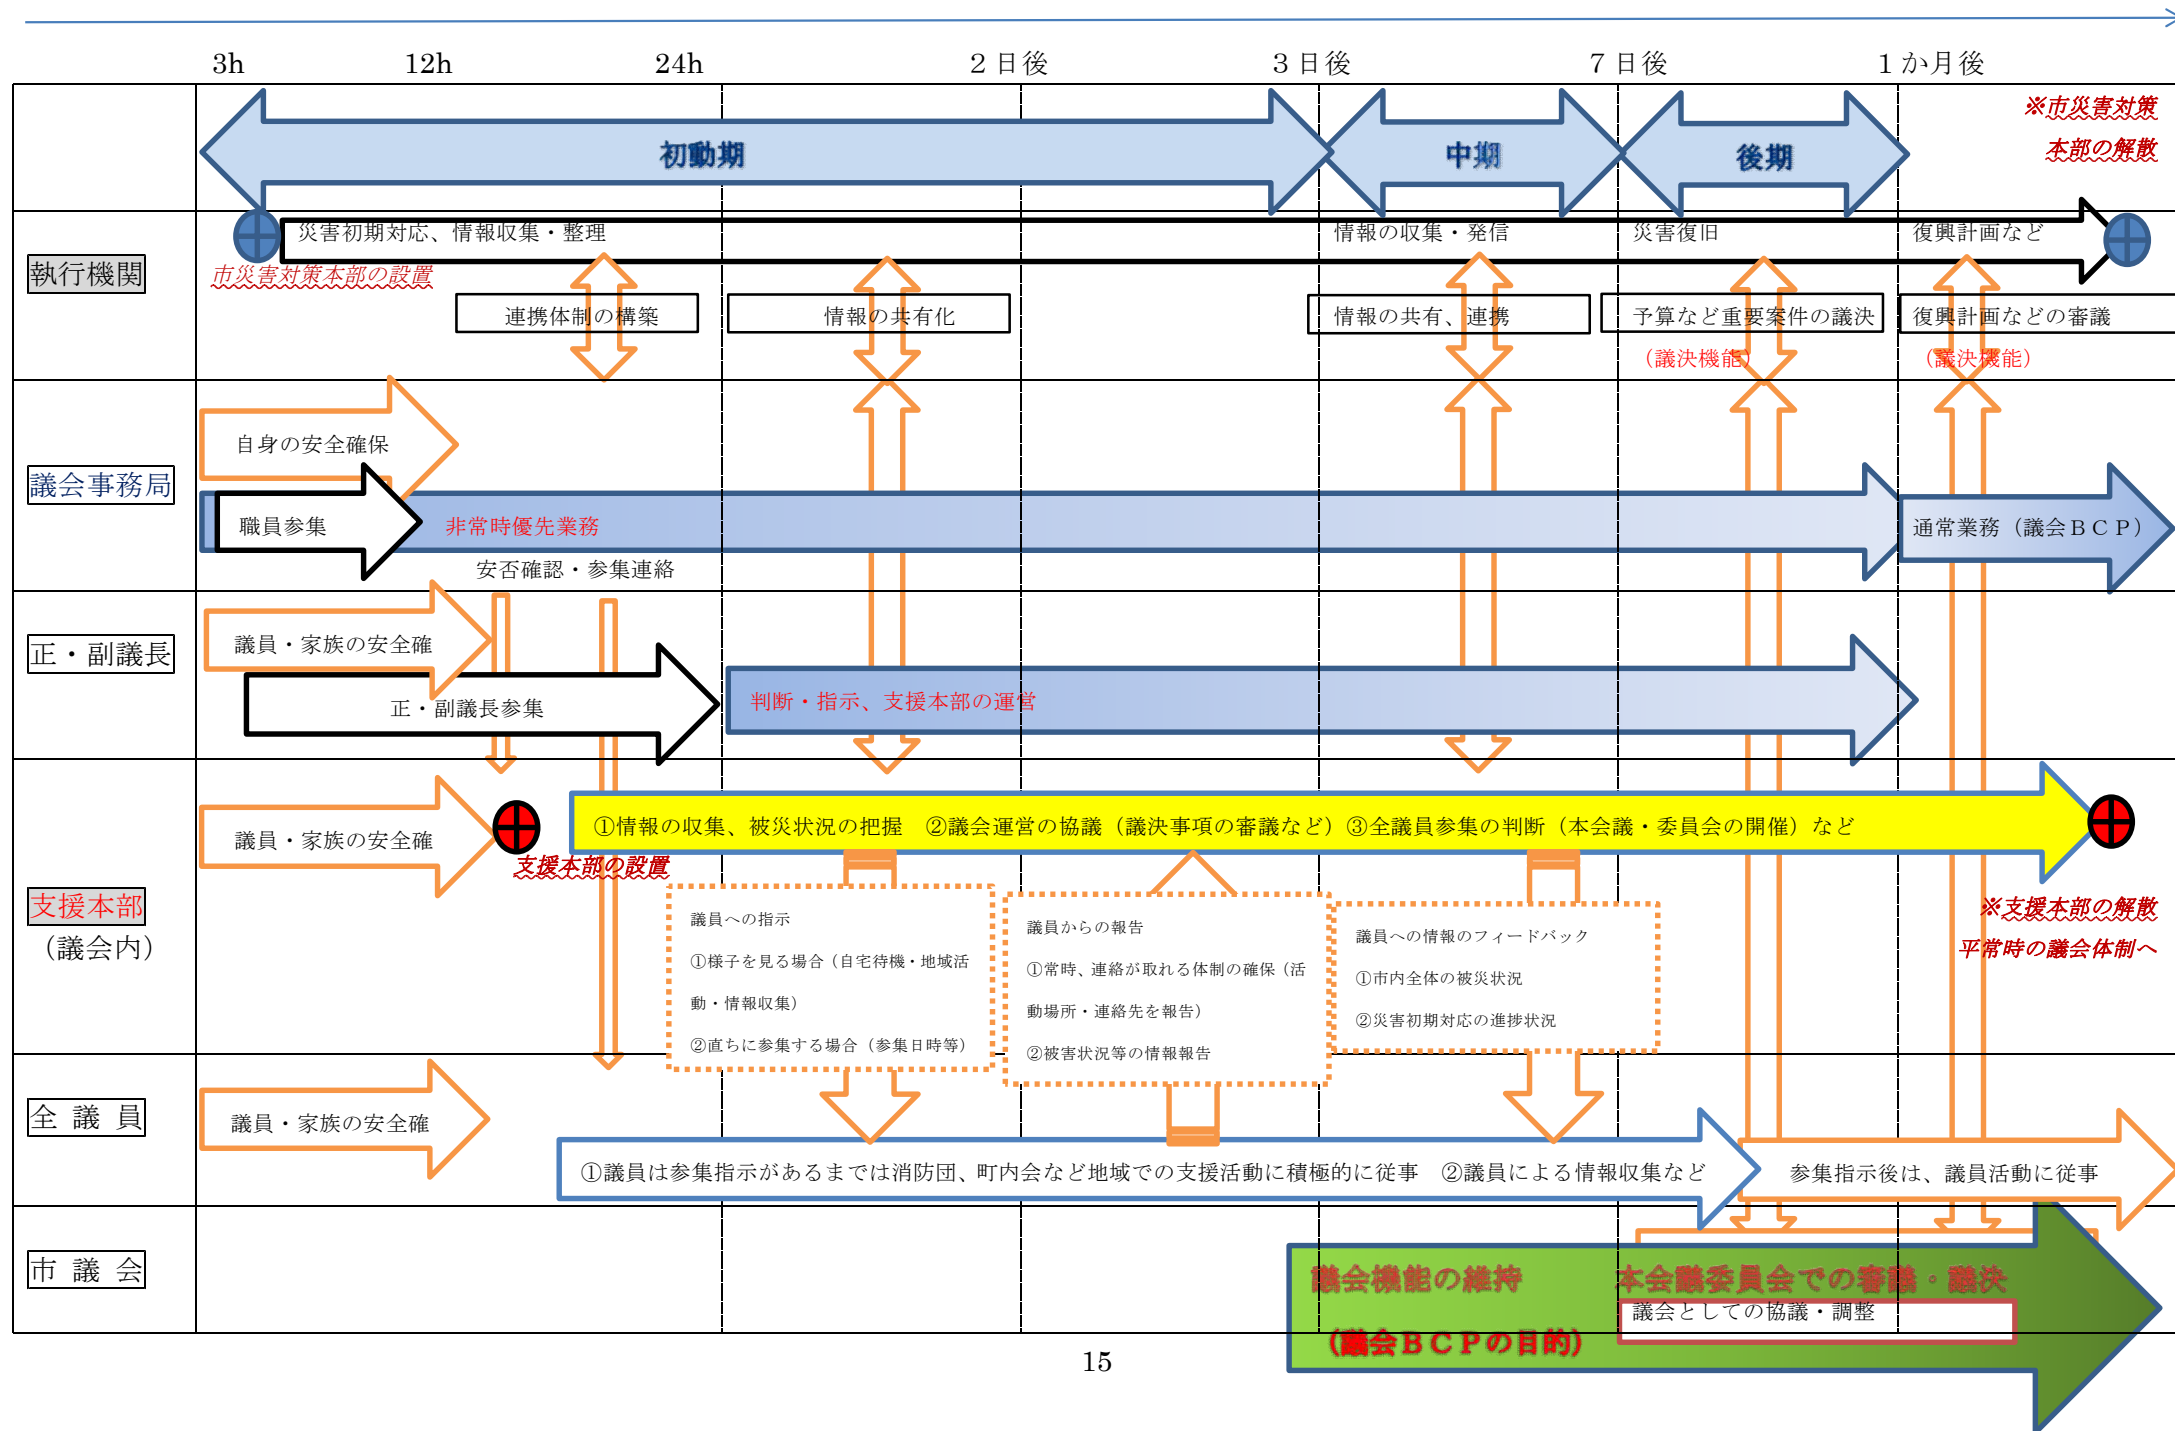 3h 12h 24h ２日後 ３日後 ７日後 １か月後
初動期 中期 後期
※市災害対策
本部の解散
執行機関
災害初期対応、情報収集・整理 情報の収集・発信 災害復旧 復興計画など
市災害対策本部の設置
連携体制の構築 情報の共有化 情報の共有、連携 予算など重要案件の議決 復興計画などの審議
（議決機能） （議決機能）
議会事務局
自身の安全確保
職員参集 非常時優先業務 通常業務（議会ＢＣＰ）
安否確認・参集連絡
正・副議長
議員・家族の安全確
正・副議長参集 判断・指示、支援本部の運営
支援本部
（議会内）
議員・家族の安全確
支援本部の設置
①情報の収集、被災状況の把握　②議会運営の協議（議決事項の審議など）③全議員参集の判断（本会議・委員会の開催）など
議員への指示
①様子を見る場合（自宅待機・地域活
動・情報収集）
②直ちに参集する場合（参集日時等）
議員からの報告
①常時、連絡が取れる体制の確保（活
動場所・連絡先を報告）
②被害状況等の情報報告
議員への情報のフィードバック
①市内全体の被災状況
②災害初期対応の進捗状況
※支援本部の解散
平常時の議会体制へ
全 議 員
議員・家族の安全確
①議員は参集指示があるまでは消防団、町内会など地域での支援活動に積極的に従事　②議員による情報収集など
参集指示後は、議員活動に従事
市 議 会
議会機能の維持
（議会ＢＣＰの目的）
本会議委員会での審議・議決
議会としての協議・調整
15